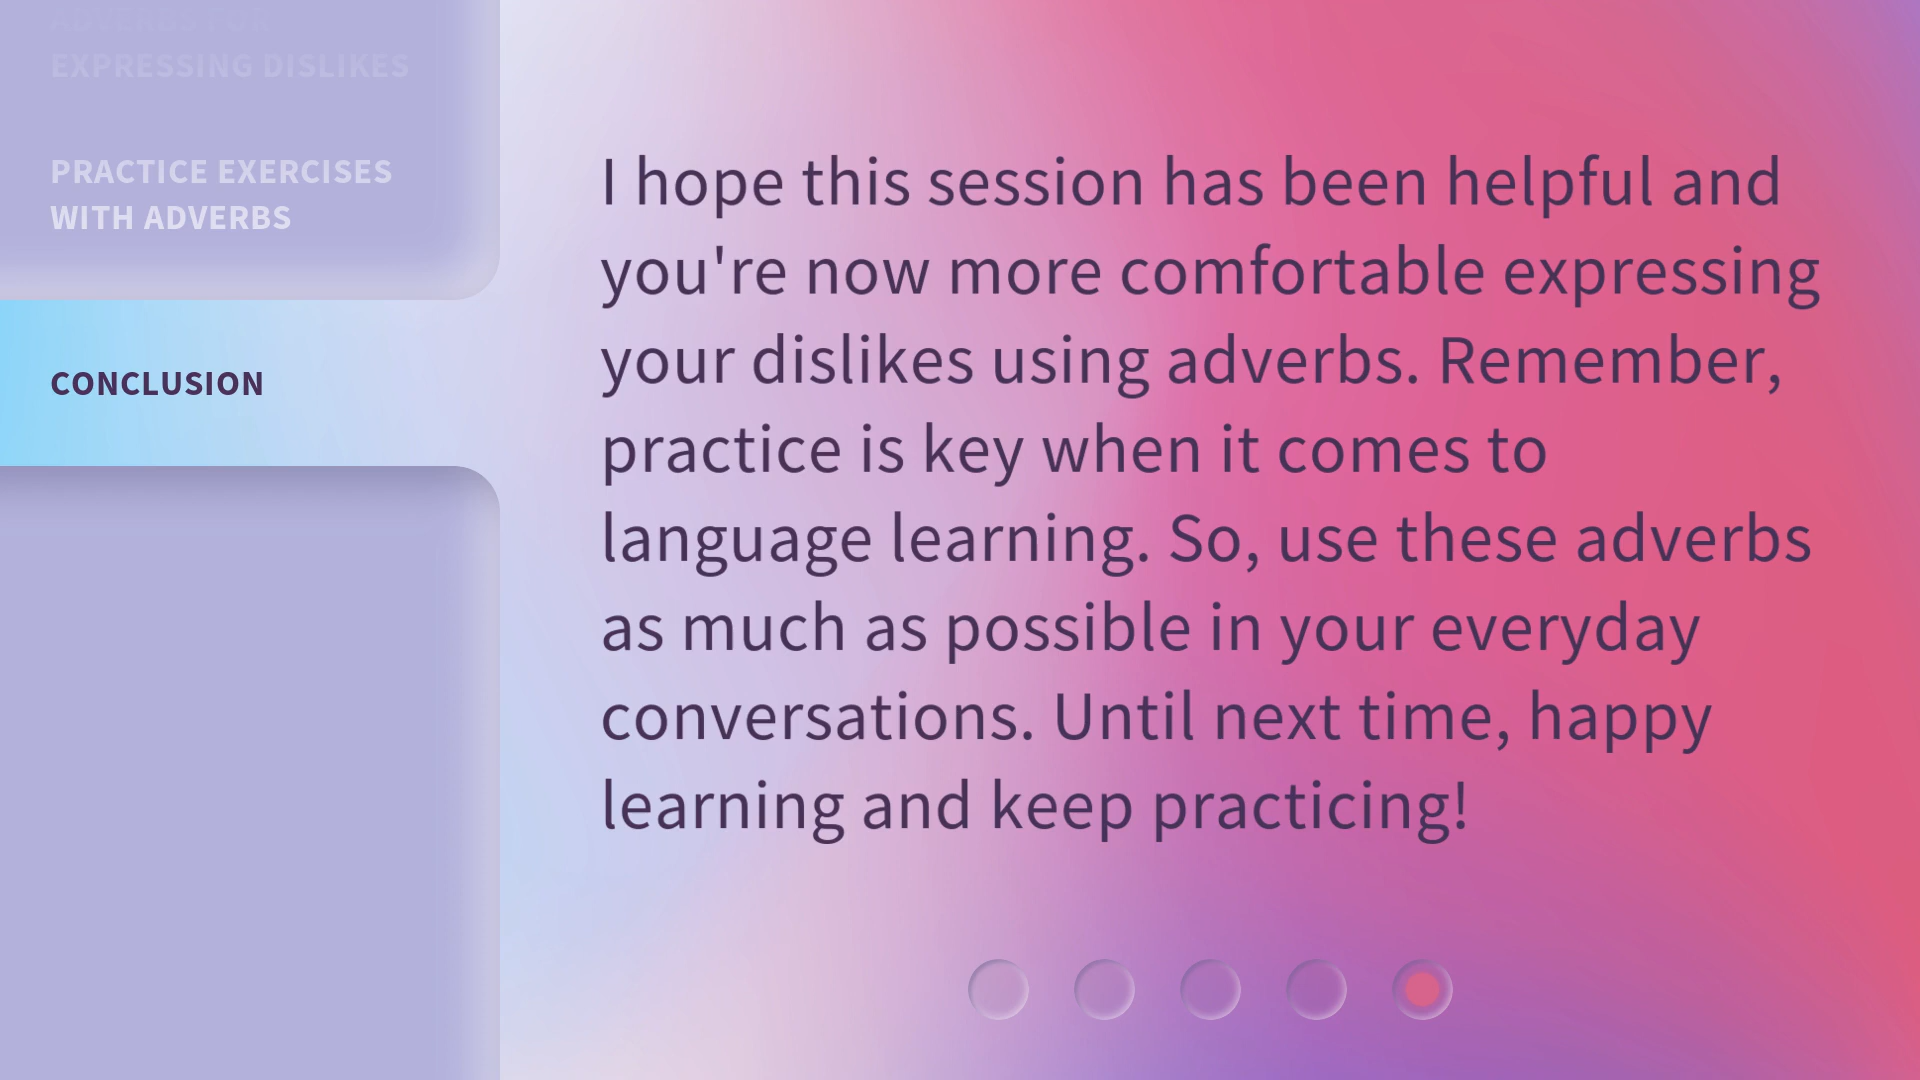 ADVERBS FOR
EXPRESSING DISLIKES
PRACTICE EXERCISES
WITH ADVERBS
CONCLUSION
I hope this session has been helpful and
you're now more comfortable expressing
your dislikes using adverbs. Remember,
practice is key when it comes to
language learning. So, use these adverbs
as much as possible in your everyday
conversations. Until next time, happy
learning and keep practicing!